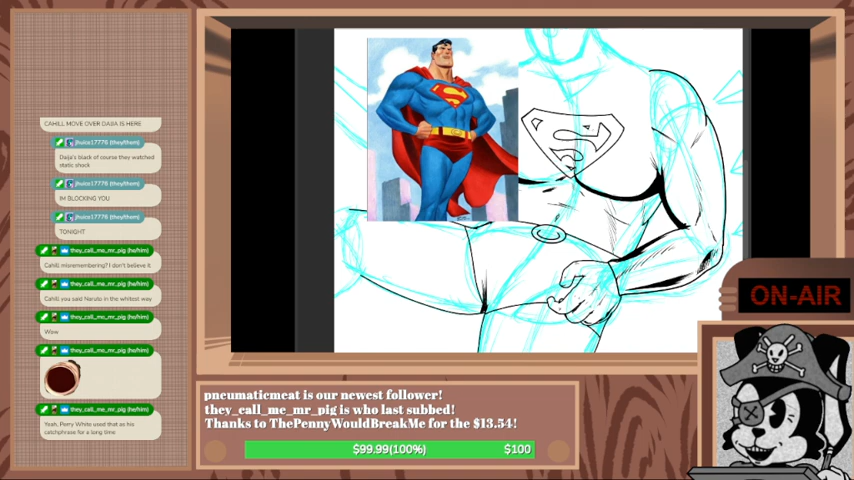 CAHILL MOVE OVER DAIJA IS HERE
jhuice17776 (they/them)
Daija's black of course they watched
static shock
jhuice17776 (they/them)
IM BLOCKING YOU
jhuice17776 (they/them)
TONIGHT
they_call_me_mr_pig (he/him)
Cahill misremembering? I don't believe it
they_call_me_mr_pig (he/him)
Cahill you said Naruto in the whitest way
they_call_me_mr_pig (he/him)
Wow
they_call_me_mr_pig (he/him)
they_call_me_mr_pig (he/him)
Yeah, Perry White used that as his
catchphrase for a long time
ON-AIR
pneumaticmeat is our newest follower!
they_call_me_mr_pig is who last subbed!
Thanks to ThePennyWouldBreakMe for the $13.54!
$99.99(100%) $100